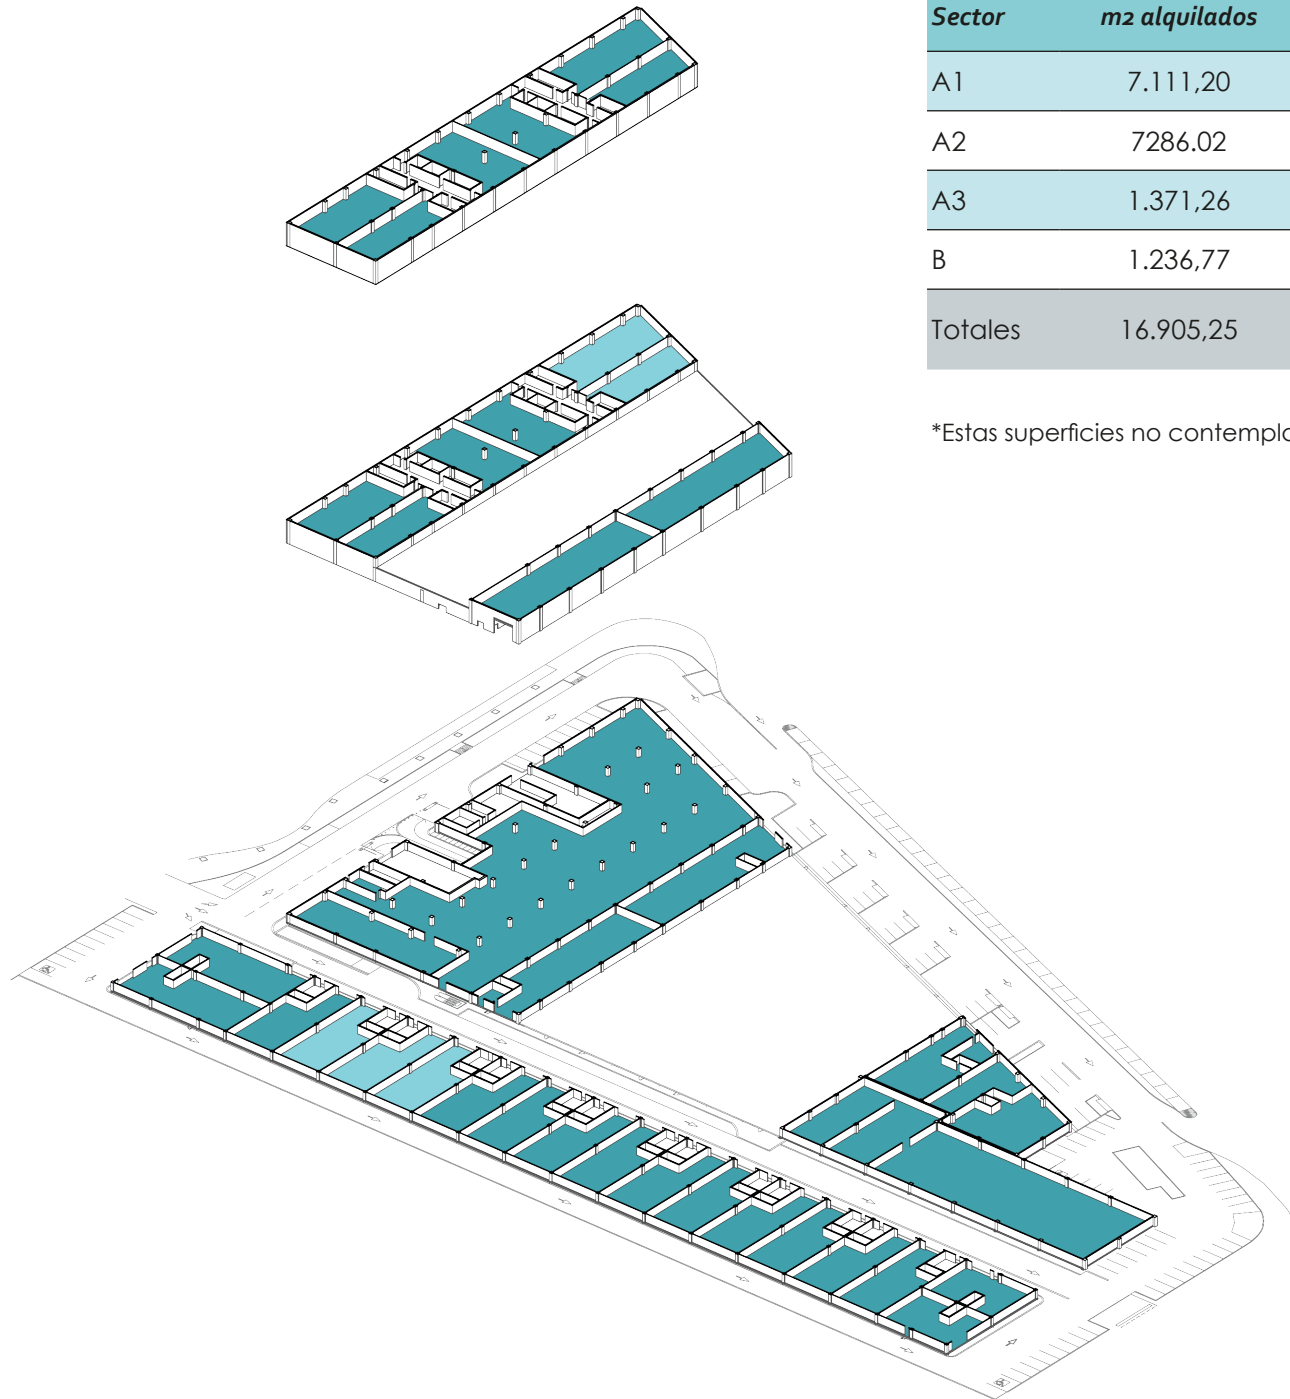 Sector m2 alquilados
A1 7.111,20
A2 7286.02
A3 1.371,26
B 1.236,77
Totales 16.905,25
*Estas superficies no contempla